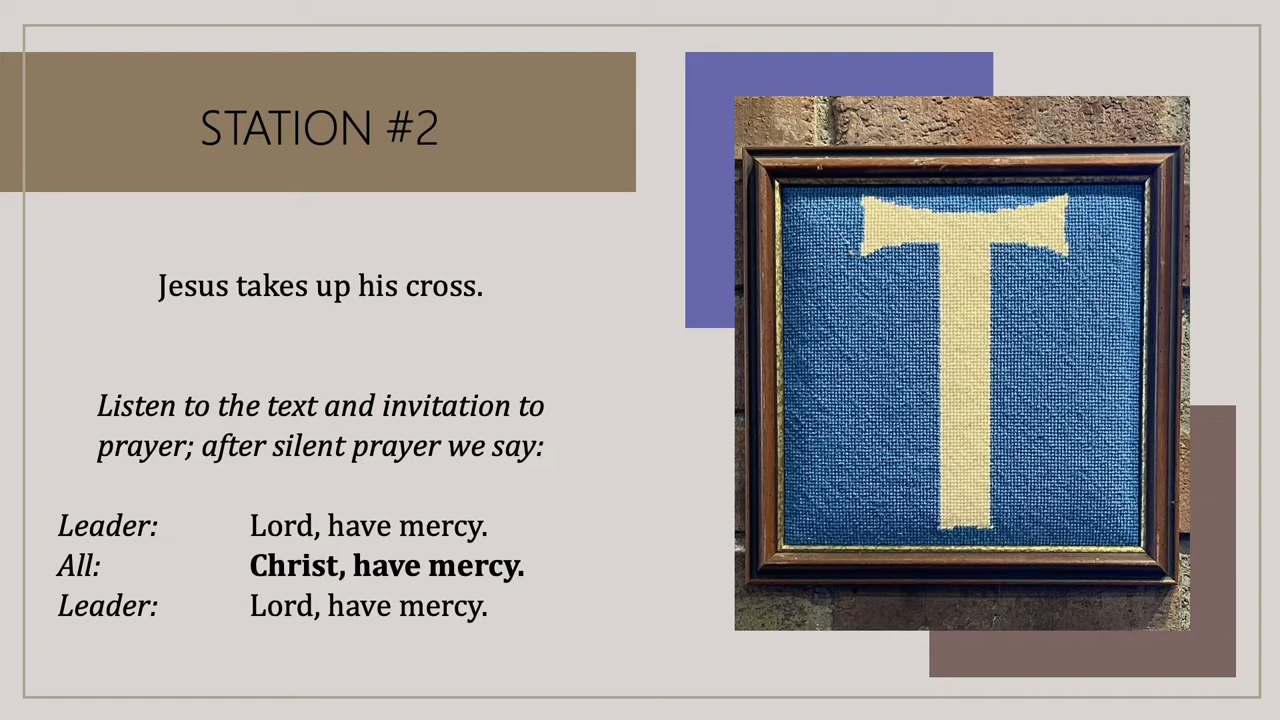 STATION #2
Jesus takes up his cross.
Listen to the text and invitation to
prayer; after silent prayer we say:
Leader: Lord, have mercy.
All: Christ, have mercy.
Leader: Lord, have mercy.